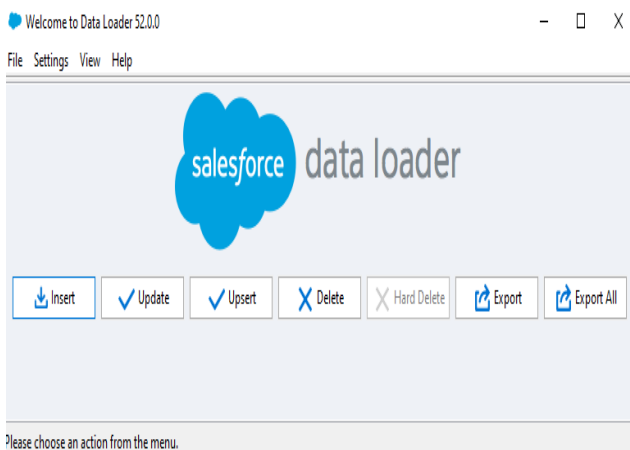 Welcome to Data Loader 52.0.0
File Settings View Help
salesforce data loader
Insert Update Upsert Delete Hard Delete Export Export All
Please choose an action from the menu.